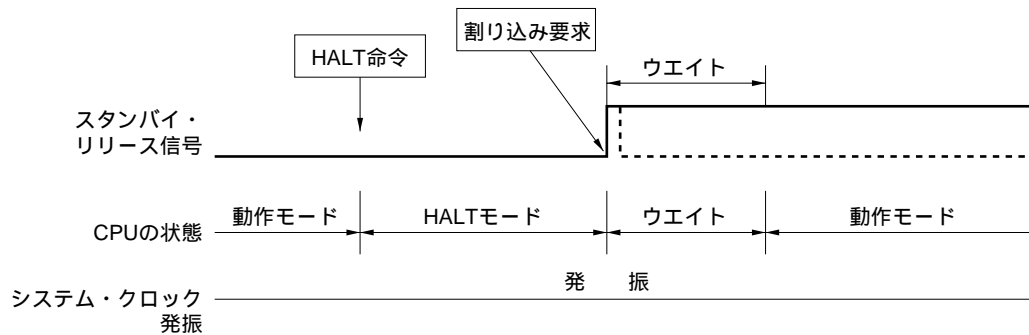 割り込み要求
HALT命令
ウエイト
スタンバイ・
リリース信号
動作モード
HALTモード
ウエイト
動作モード
CPUの状態
発 振
システム・クロック
発振